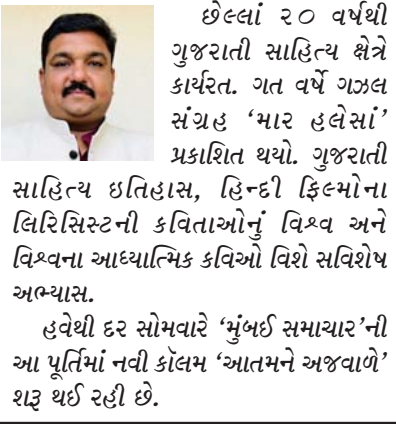 છેલ્લાં ૨૦ વર્ષથી
ગુજરાતી સાહિત્ય ક્ષેત્રે
કાર્યરત. ગત વર્ષે ગઝલ
સંગ્રહ ‘માર હલેસાં’
પ્રકાશિત થયો. ગુજરાતી
સાહિત્ય ઇતિહાસ, હિન્દી ફિલ્મોના
લિરિસિસ્ટની કવિતાઓનું વિશ્વ અને
વિશ્વના આધ્યાત્મિક કવિઓ વિશે સવિશેષ
અભ્યાસ.
હવેથી દર સોમવારે ‘મુંબઈ સમાચાર’ની
આ પૂર્તિમાં નવી કૉલમ ‘આતમને અજવાળે’
શરૂ થઈ રહી છે.